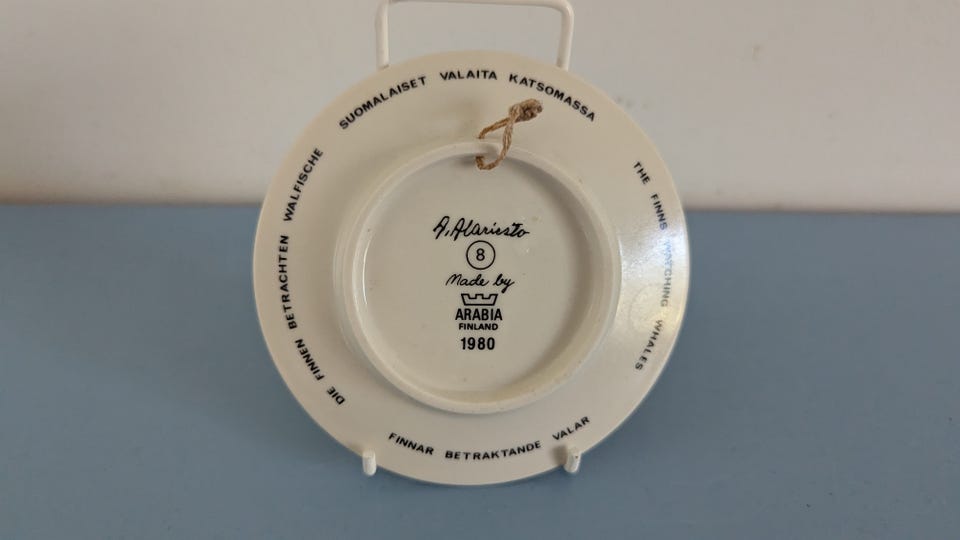 SUOMALAISET VALAITA KATSOMASSA
THE FINNS WATCHING WHALES
FINNAR BETRAKTANDE VALAR
DIE FINNEN BETRACHTEN WALFISCHE
A. Alariesto
8
Made by
ARABIA
FINLAND
1980